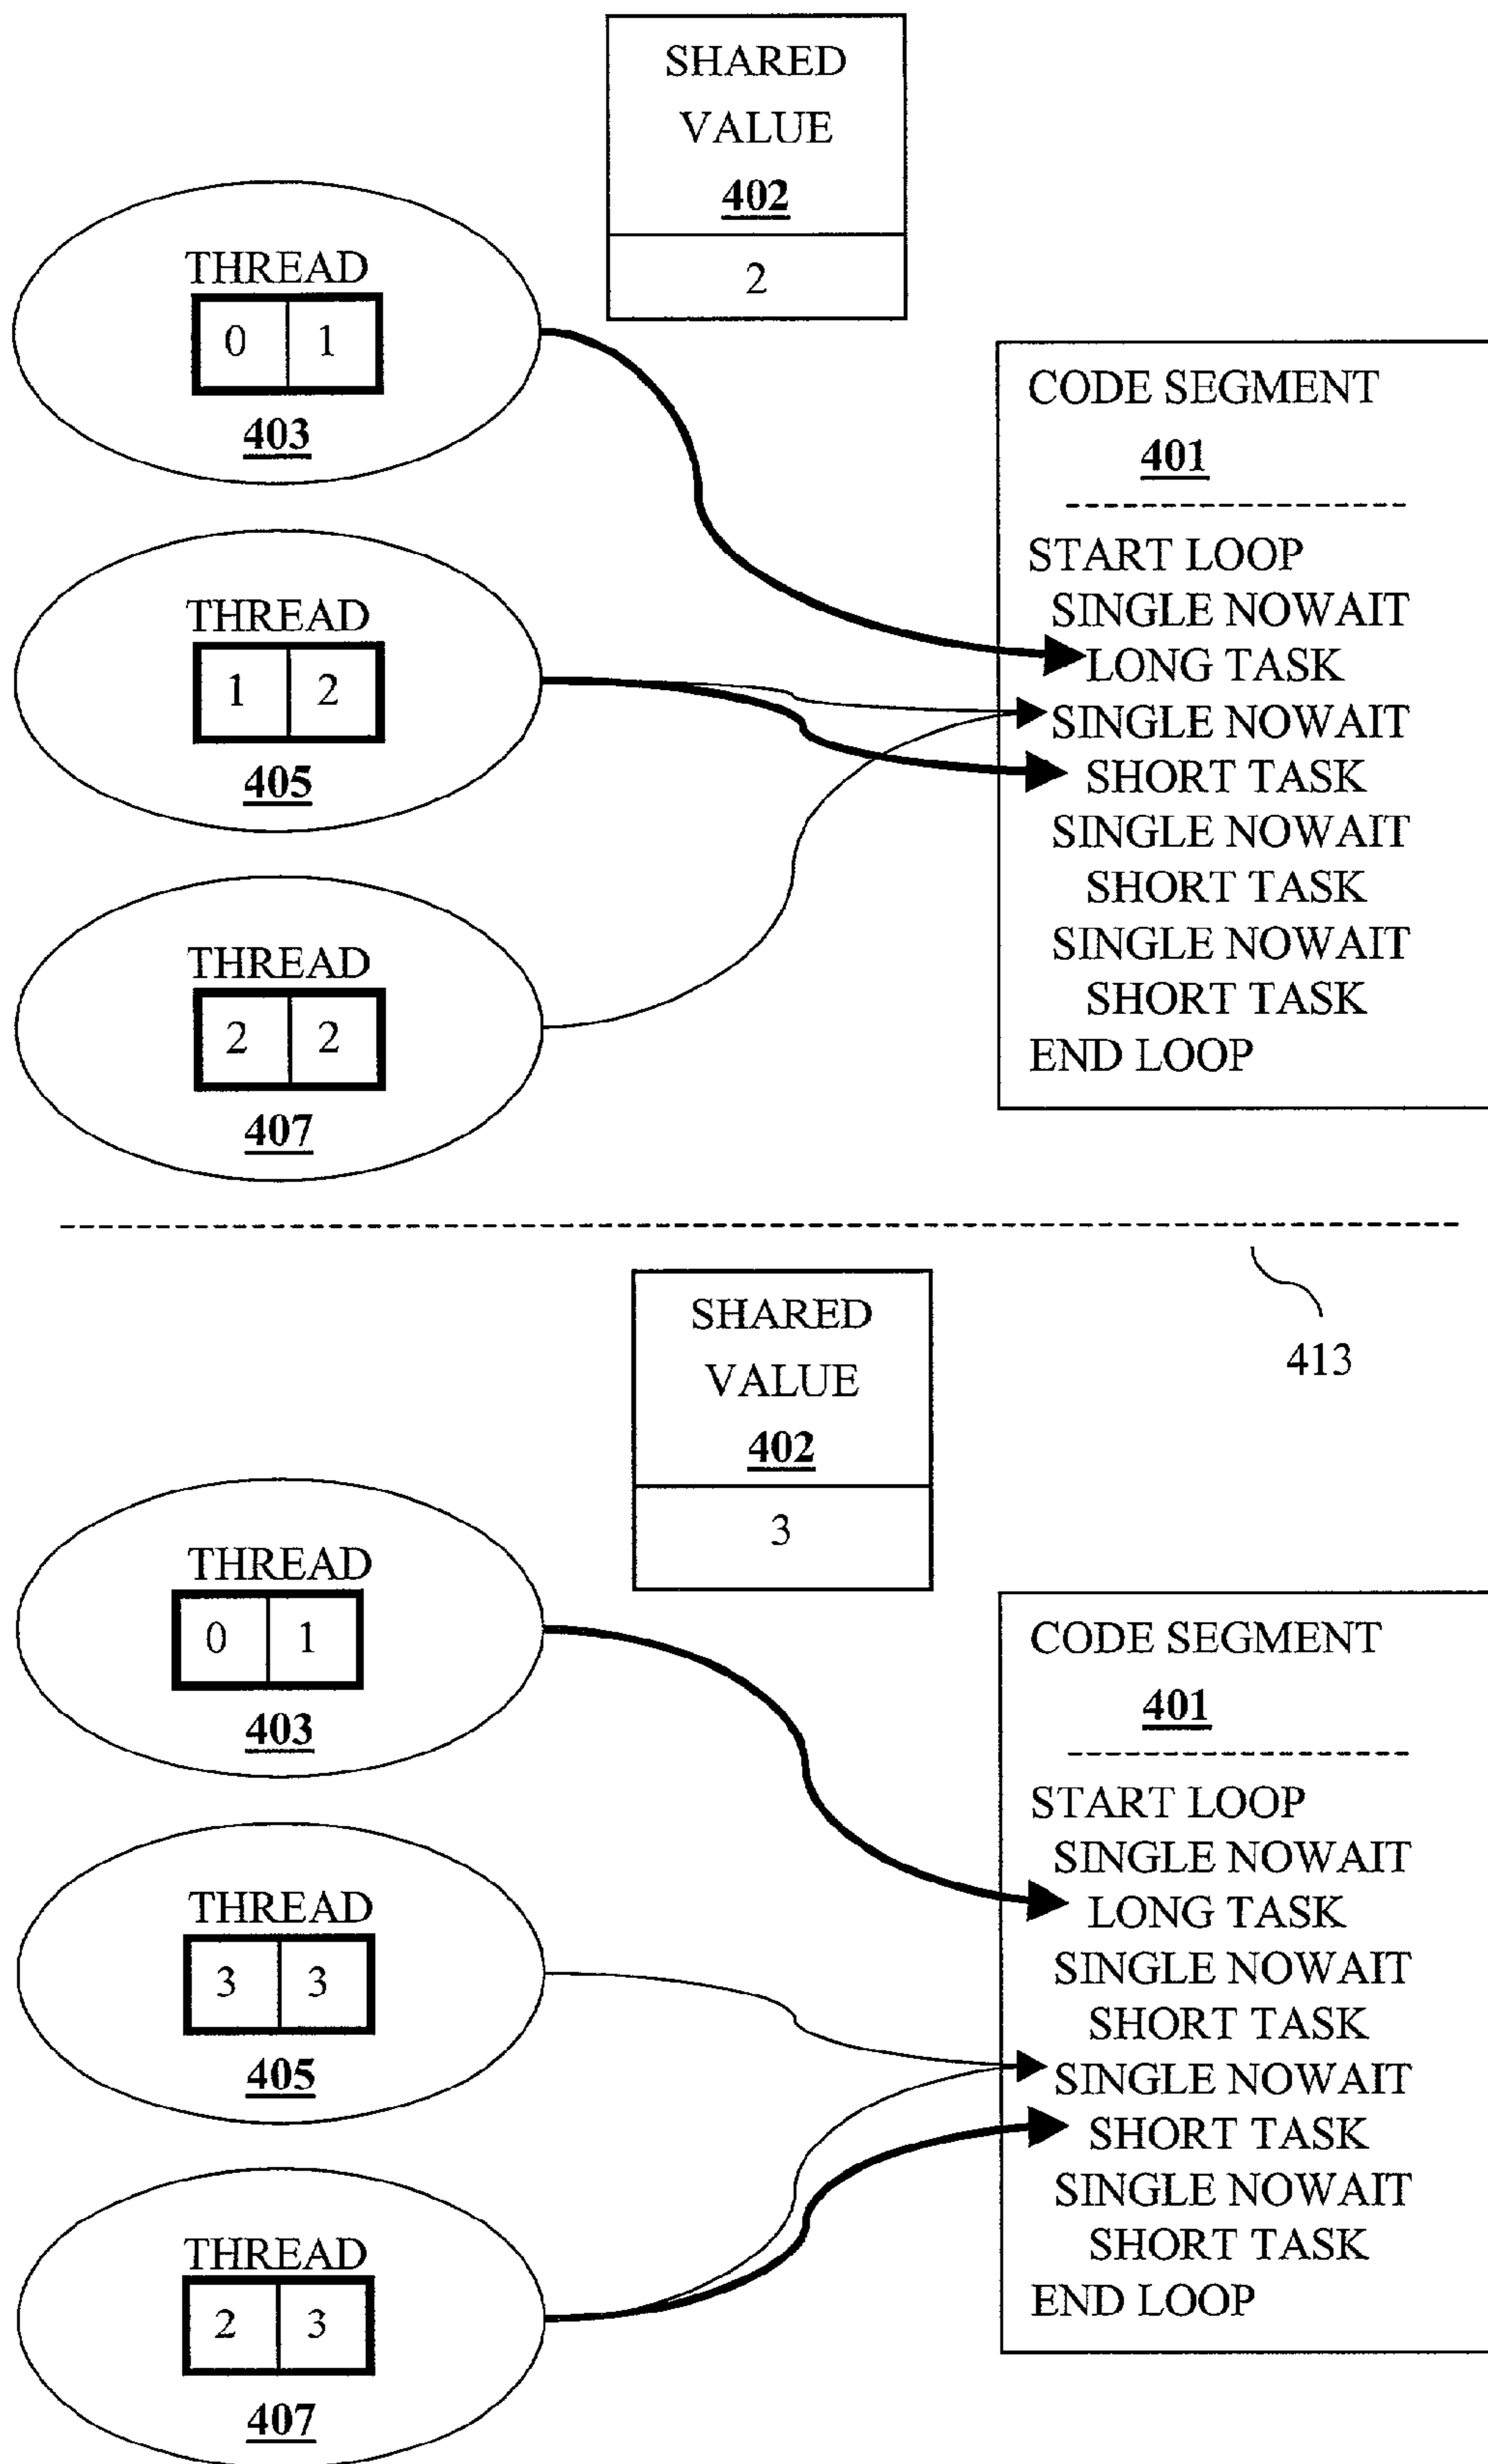 SHARED
VALUE
402
2
THREAD
0 1
403
THREAD
1 2
405
THREAD
2 2
407
CODE SEGMENT
401
START LOOP
SINGLE NOWAIT
LONG TASK
SINGLE NOWAIT
SHORT TASK
SINGLE NOWAIT
SHORT TASK
SINGLE NOWAIT
SHORT TASK
END LOOP
413
SHARED
VALUE
402
3
THREAD
0 1
403
THREAD
3 3
405
THREAD
2 3
407
CODE SEGMENT
401
START LOOP
SINGLE NOWAIT
LONG TASK
SINGLE NOWAIT
SHORT TASK
SINGLE NOWAIT
SHORT TASK
SINGLE NOWAIT
SHORT TASK
END LOOP